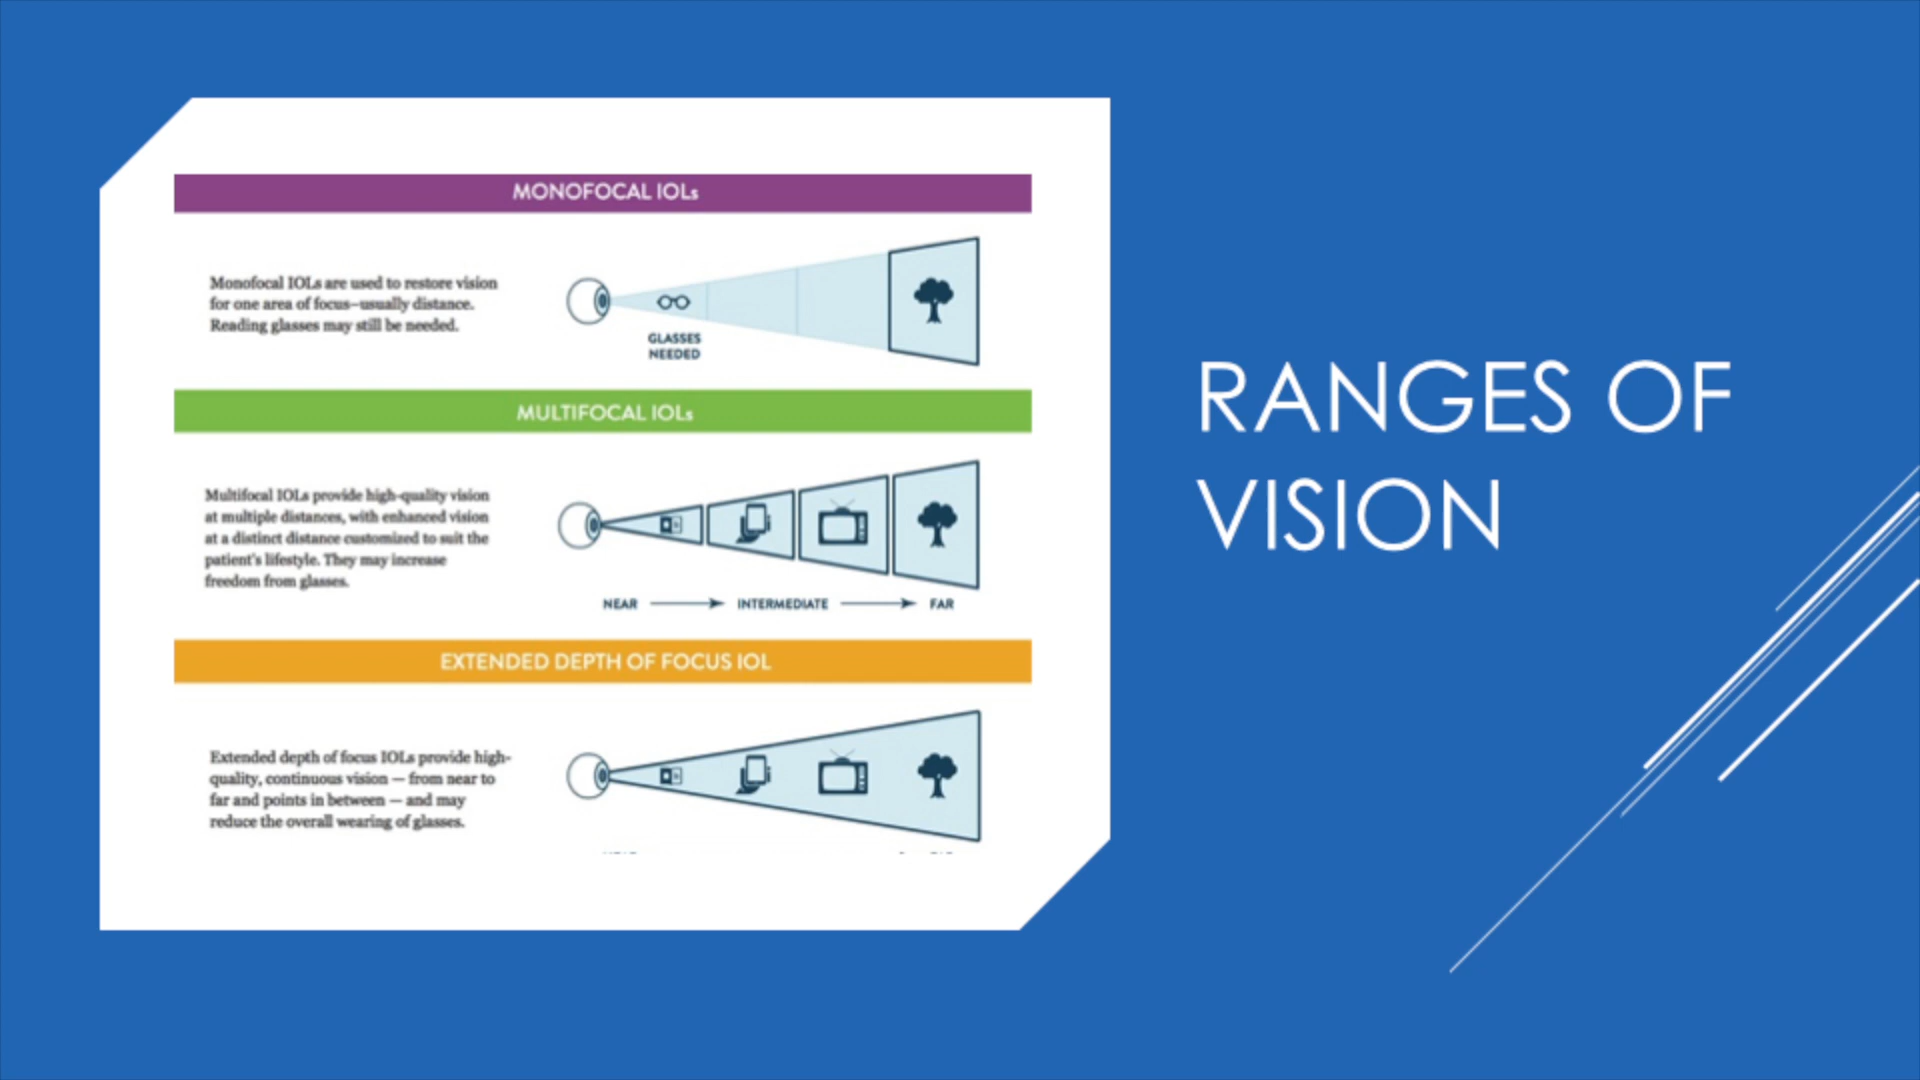 MONOFOCAL IOLs
Monofocal IOLs are used to restore vision
for one area of focus–usually distance.
Reading glasses may still be needed.
GLASSES
NEEDED
MULTIFOCAL IOLs
Multifocal IOLs provide high-quality vision
at multiple distances, with enhanced vision
at a distinct distance customized to suit the
patient's lifestyle. They may increase
freedom from glasses.
NEAR INTERMEDIATE FAR
EXTENDED DEPTH OF FOCUS IOL
Extended depth of focus IOLs provide high-
quality, continuous vision — from near to
far and points in between — and may
reduce the overall wearing of glasses.
RANGES OF
VISION